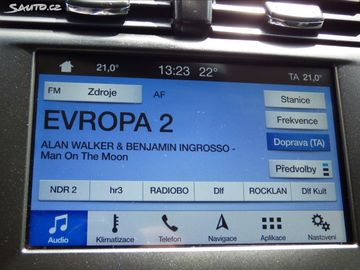 Sauto.cz
21,0° 13:23 22° TA 21,0°
FM Zdroje AF Stanice
EVROPA 2 Frekvence
ALAN WALKER & BENJAMIN INGROSSO - Doprava (TA)
Man On The Moon Předvolby
NDR 2 hr3 RADIOBO Dlf ROCKLAN Dlf Kult
Audio Klimatizace Telefon Navigace Aplikace Nastavení